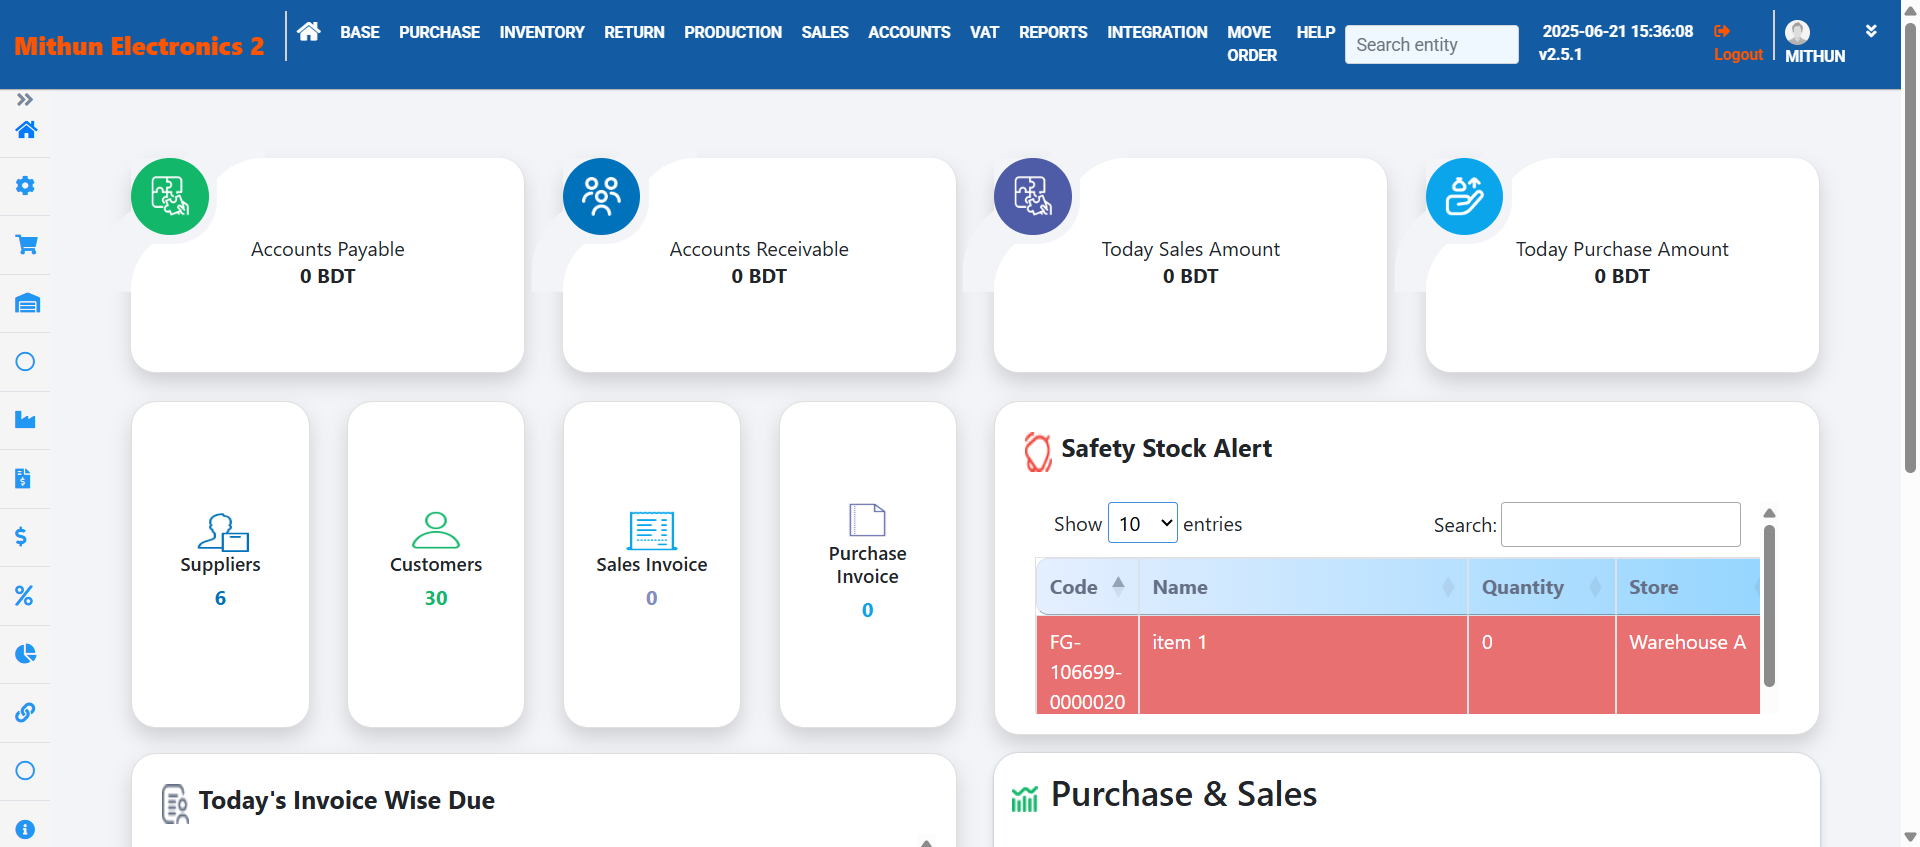 Mithun Electronics 2
BASE PURCHASE INVENTORY RETURN PRODUCTION SALES ACCOUNTS VAT REPORTS INTEGRATION MOVE ORDER HELP
Search entity
2025-06-21 15:36:08
v2.5.1
Logout
MITHUN
Accounts Payable
0 BDT
Accounts Receivable
0 BDT
Today Sales Amount
0 BDT
Today Purchase Amount
0 BDT
Suppliers
6
Customers
30
Sales Invoice
0
Purchase
Invoice
0
Safety Stock Alert
Show 10 entries
Search:
Code Name Quantity Store
FG-
106699-
0000020
item 1
0
Warehouse A
Today's Invoice Wise Due
Purchase & Sales